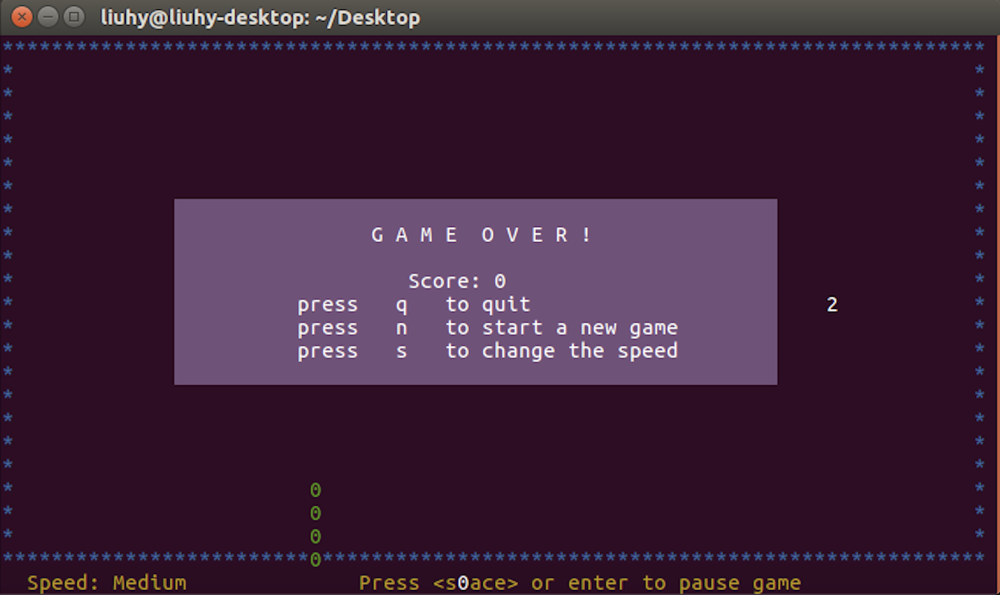 liuhy@liuhy-desktop: ~/Desktop
********************************************************************************
*                                                                              *
*                                                                              *
*                                                                              *
*                                                                              *
*                                                                              *
*                                                                              *
*                                                                              *
* G A M E  O V E R ! *
*                                                                              *
* Score: 0 *
* press q to quit 2 *
* press n to start a new game *
* press s to change the speed *
*                                                                              *
*                                                                              *
*                                                                              *
*                                                                              *
*                                                                              *
* 0 *
* 0 *
* 0 *
*************************0******************************************************
Speed: Medium Press <s0ace> or enter to pause game